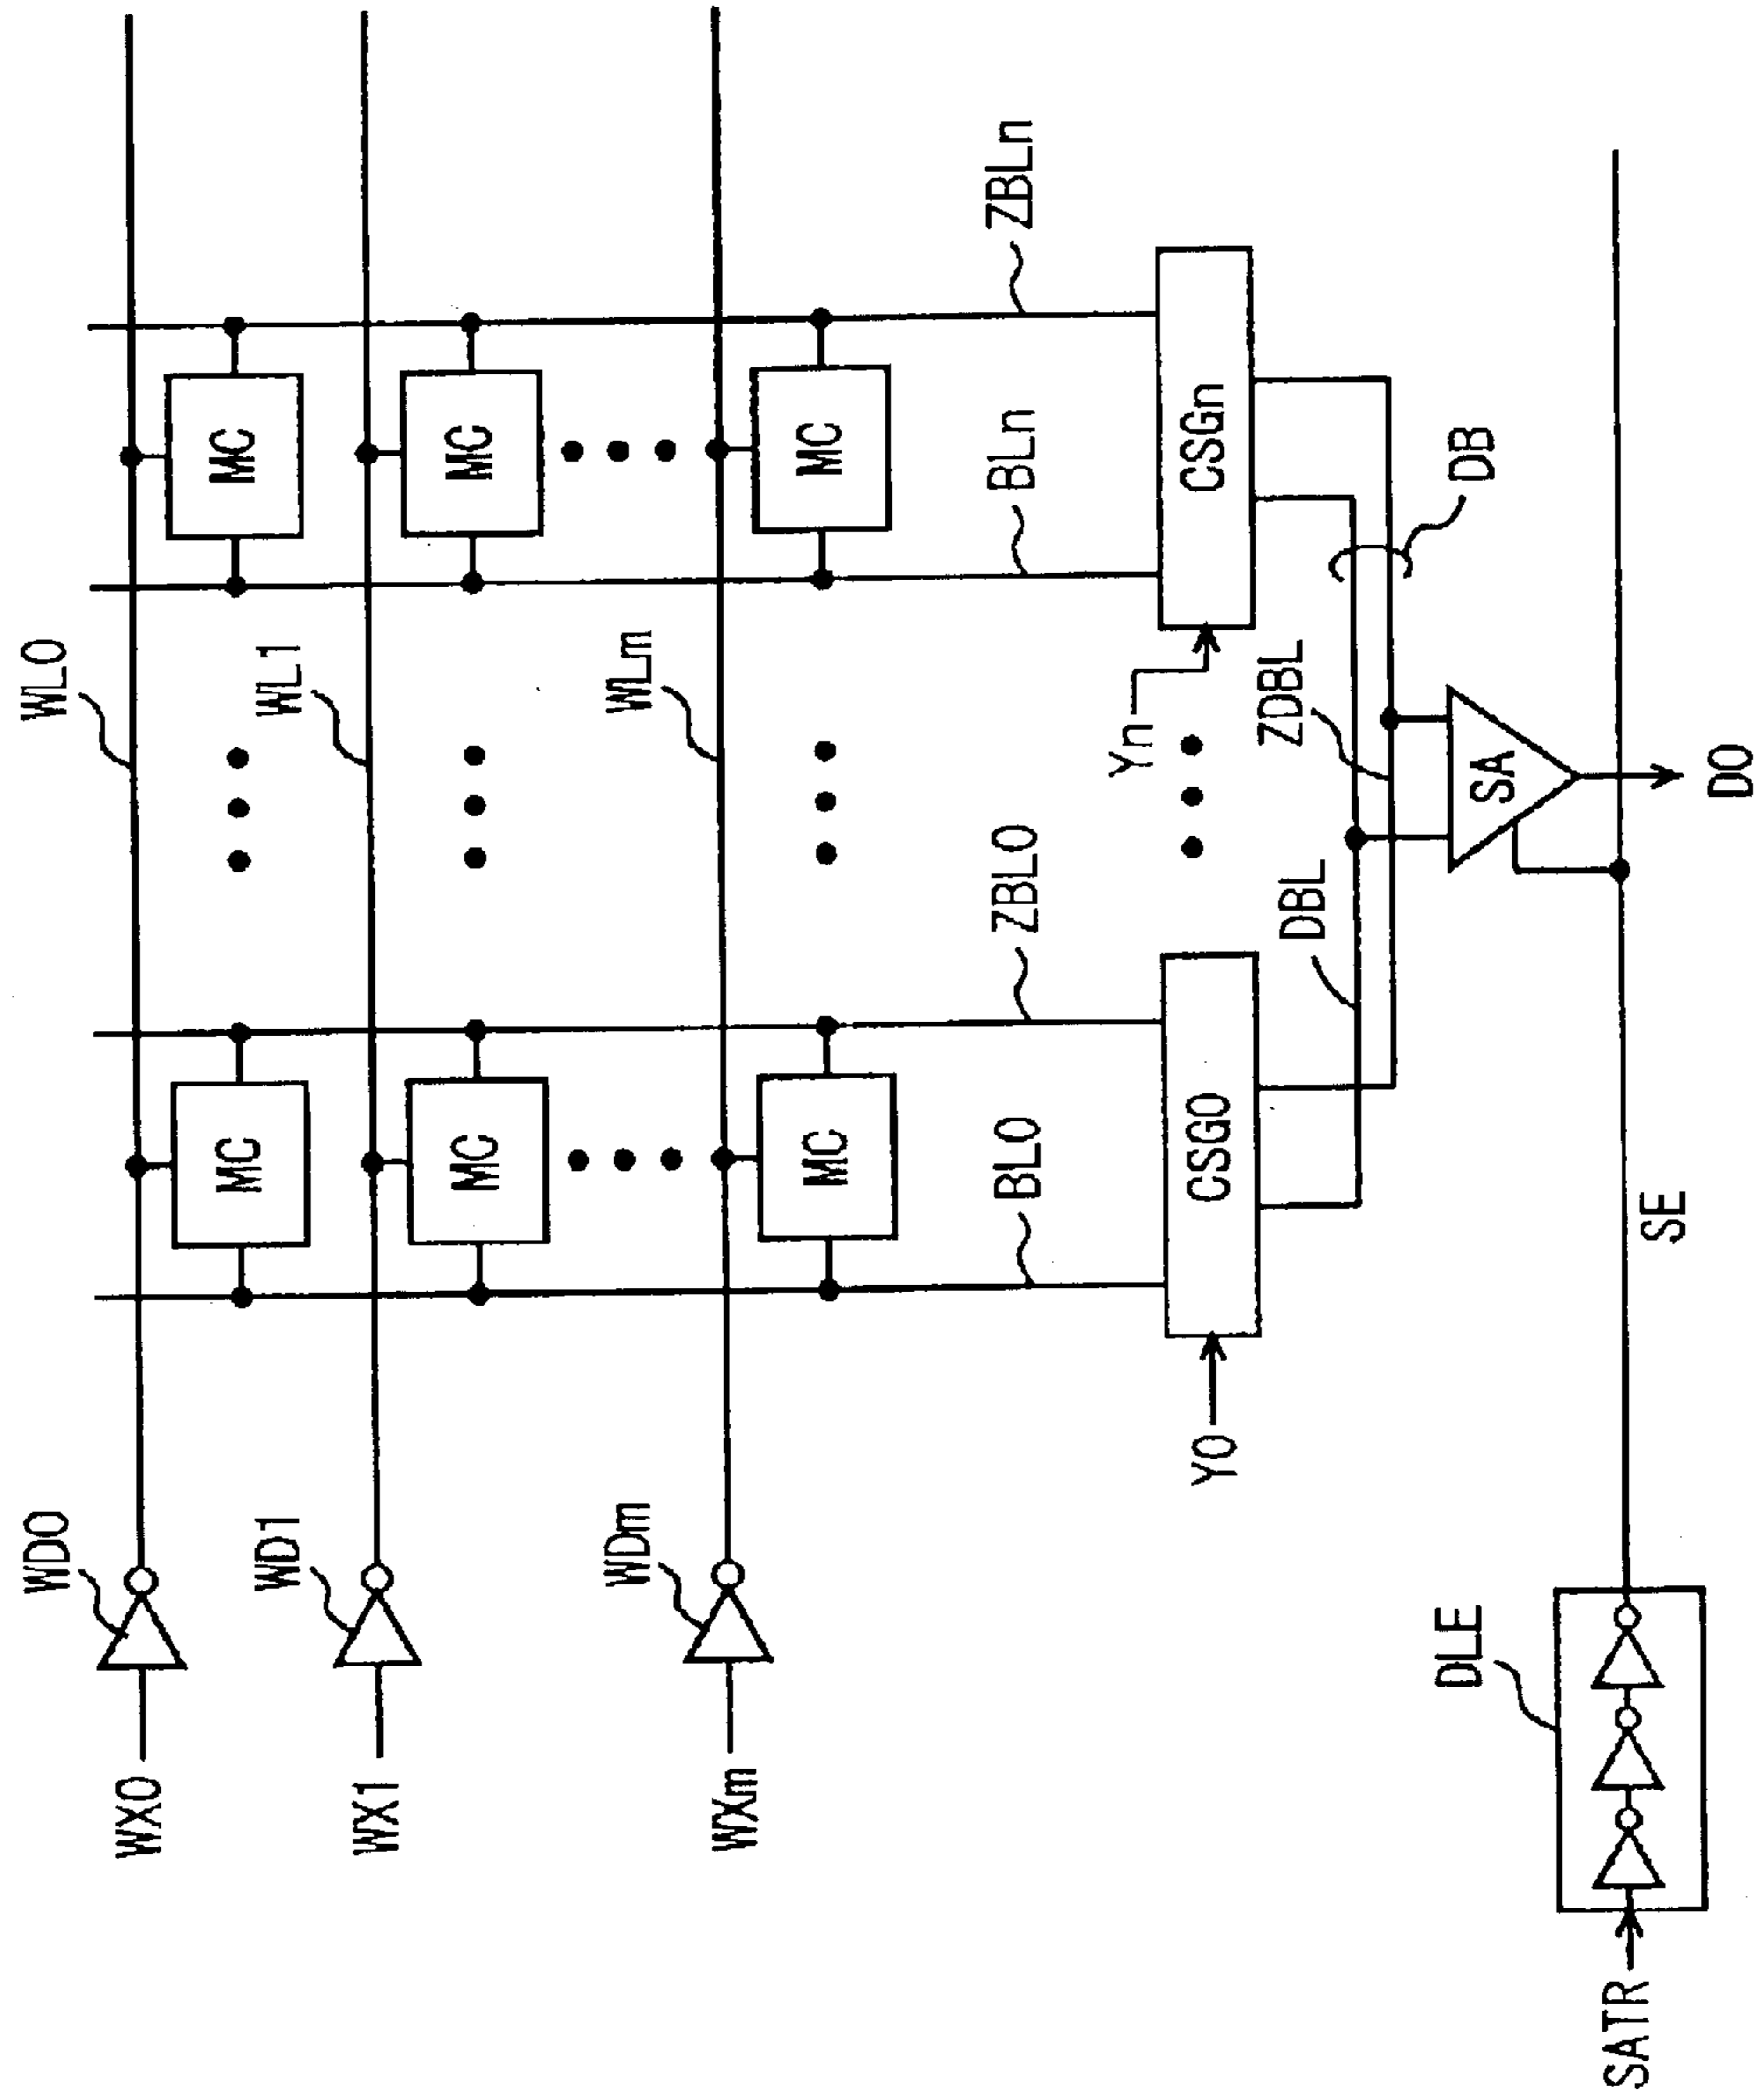 WL0
WD0
WX0
MC
MC
WL1
WD1
WX1
MC
MC
WLm
WDm
WXm
MC
MC
BL0
ZBL0
BLn
ZBLn
Y0
CSG0
Yn
CSGn
DBL
ZDBL
DB
SA
DLE
SATR
SE
DO